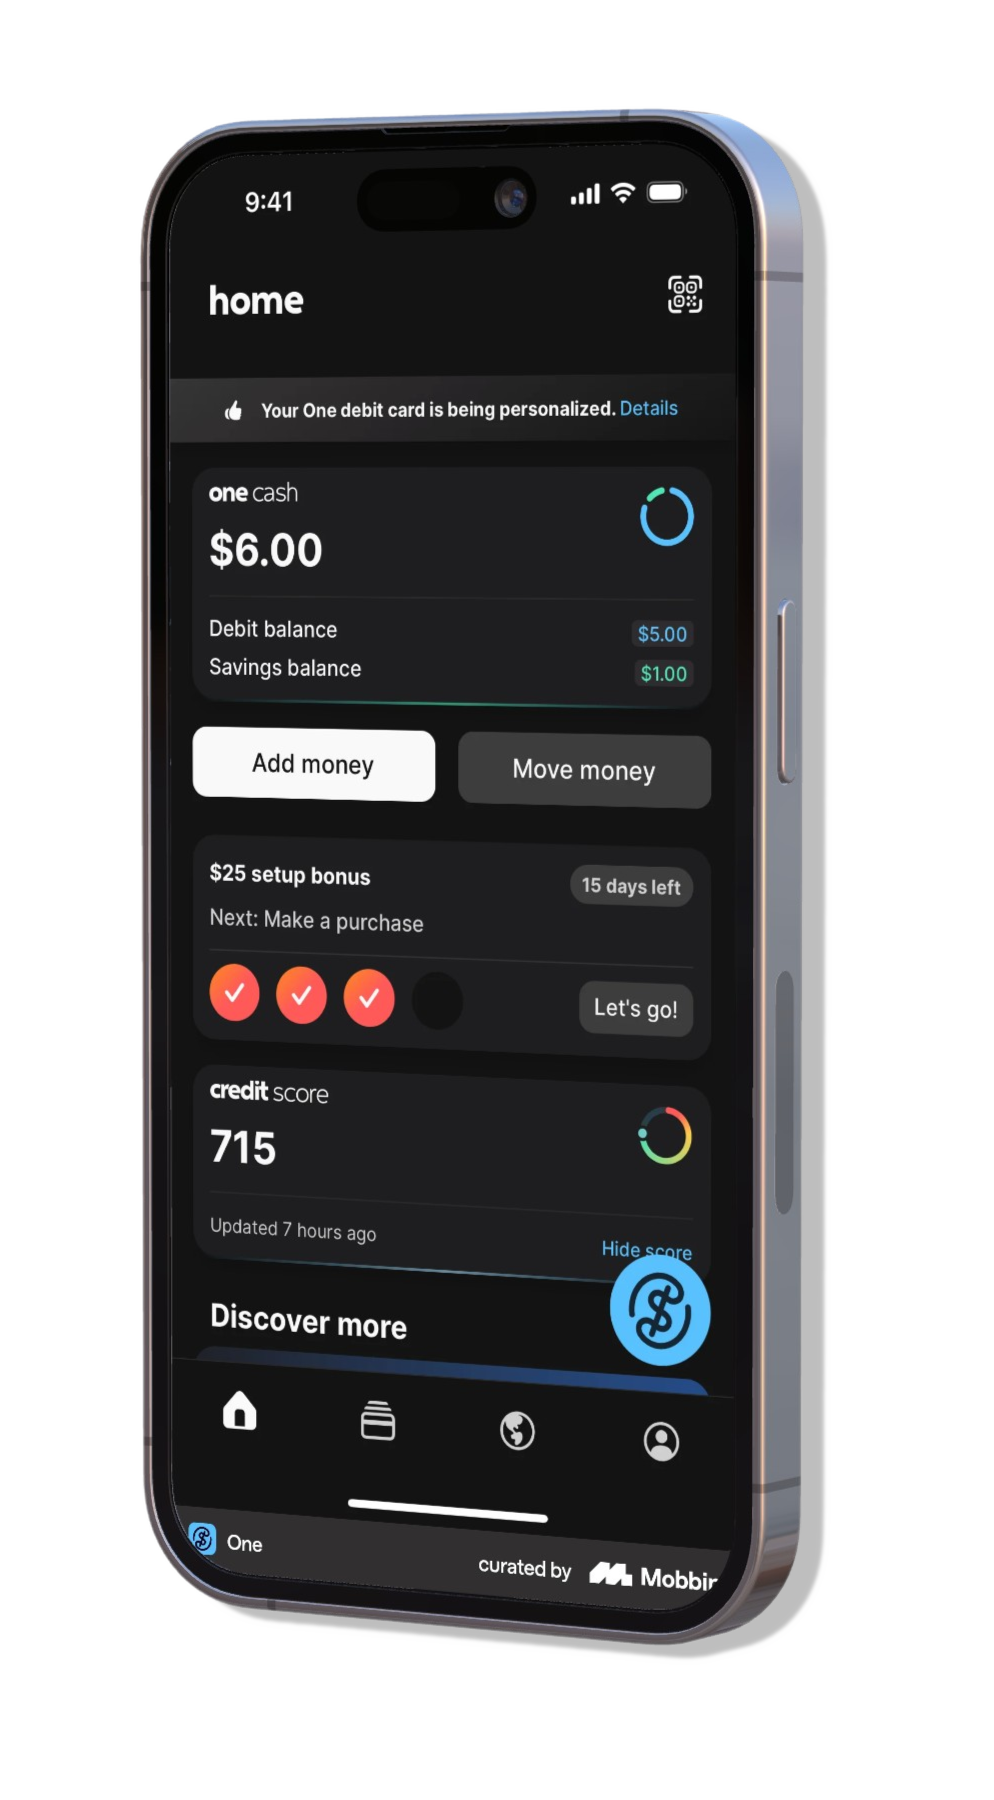 9:41
home
Your One debit card is being personalized. Details
one cash
$6.00
Debit balance $5.00
Savings balance $1.00
Add money Move money
$25 setup bonus 15 days left
Next: Make a purchase
Let's go!
credit score
715
Updated 7 hours ago Hide score
Discover more
One
curated by Mobbin